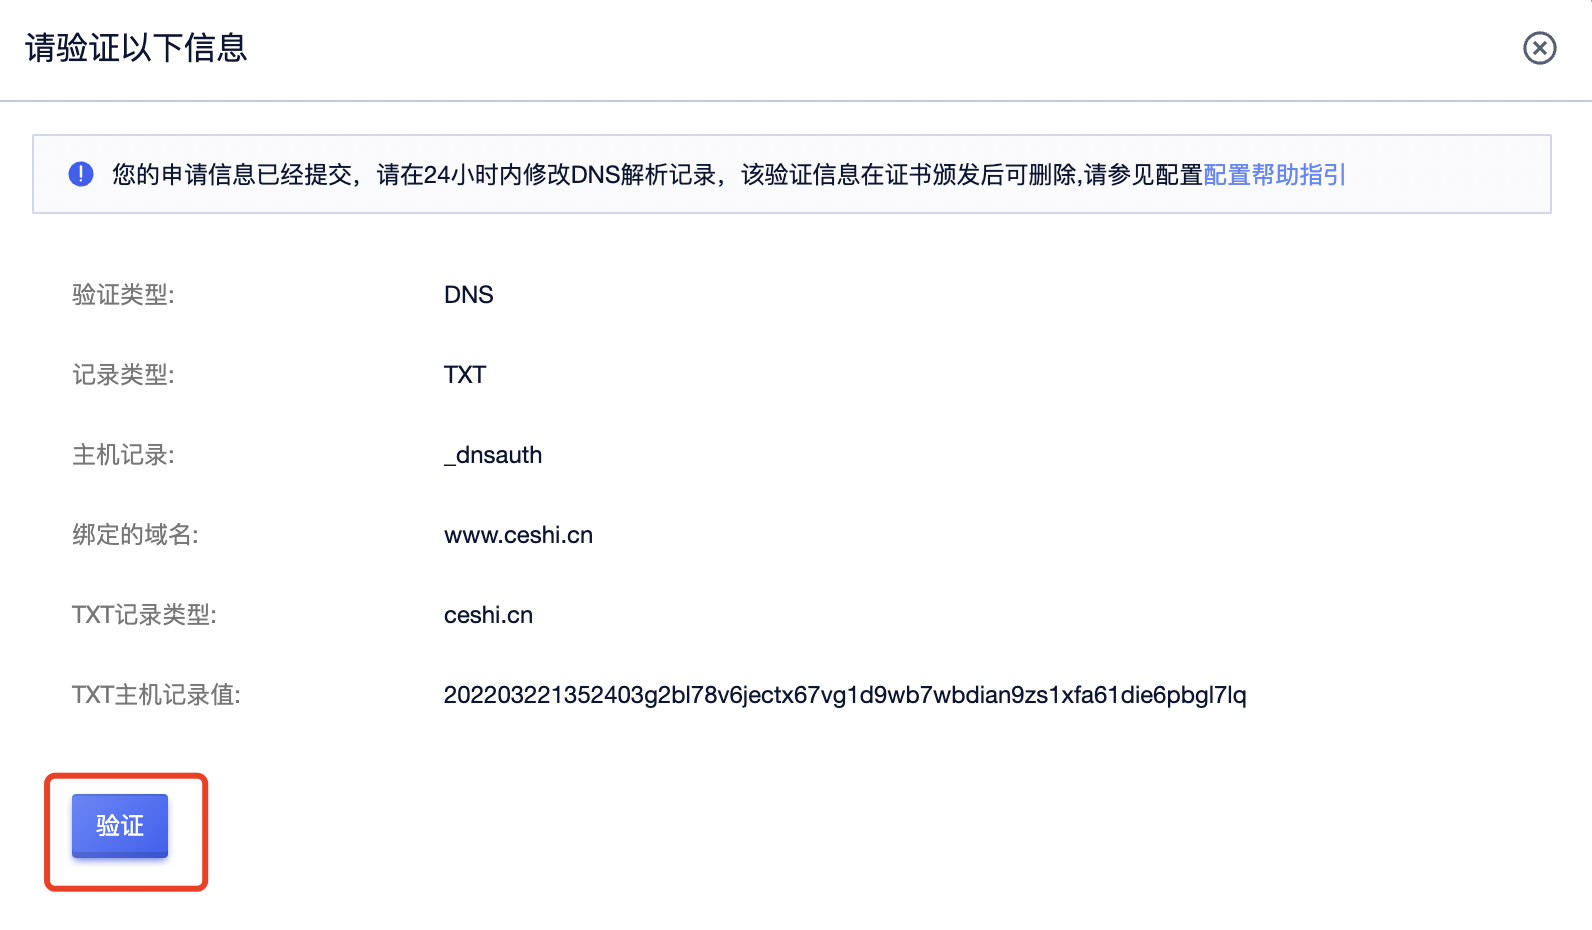 请验证以下信息
您的申请信息已经提交，请在24小时内修改DNS解析记录，该验证信息在证书颁发后可删除,请参见配置配置帮助指引
验证类型: DNS
记录类型: TXT
主机记录: _dnsauth
绑定的域名: www.ceshi.cn
TXT记录类型: ceshi.cn
TXT主机记录值: 202203221352403g2bl78v6jectx67vg1d9wb7wbdian9zs1xfa61die6pbgl7lq
验证